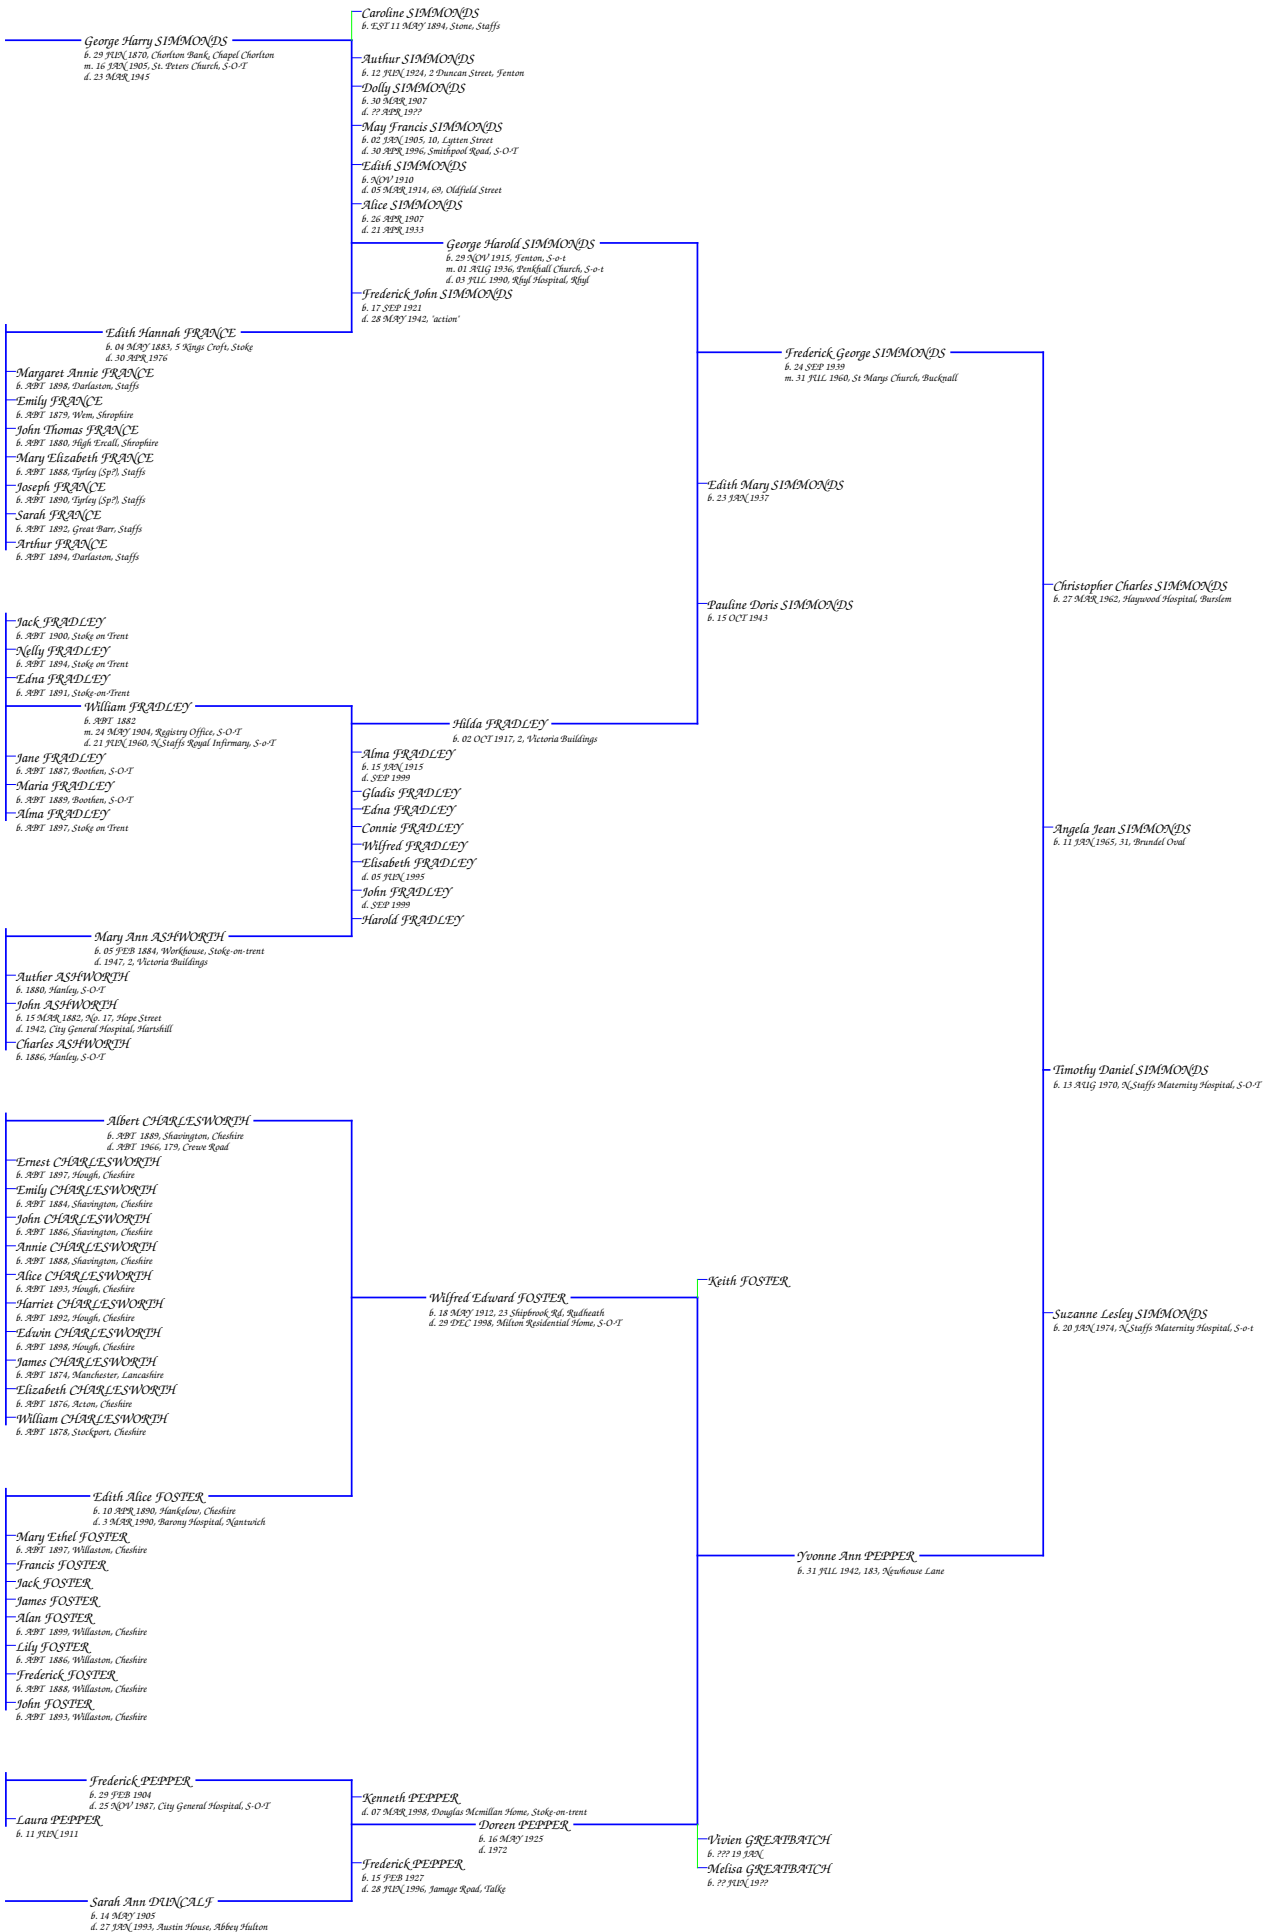 Caroline SIMMONDS
b. EST 11 MAY 1894, Stone, Staffs
George Harry SIMMONDS
b. 29 JUN 1870, Chorlton Bank, Chapel Chorlton
m. 16 JAN 1905, St. Peters Church, S-O-T
d. 23 MAR 1945
Authur SIMMONDS
b. 12 JUN 1924, 2 Duncan Street, Fenton
Dolly SIMMONDS
b. 30 MAR 1907
d. ?? APR 19??
May Francis SIMMONDS
b. 02 JAN 1905, 10, Lytten Street
d. 30 APR 1996, Smithpool Road, S-O-T
Edith SIMMONDS
b. NOV 1910
d. 05 MAR 1914, 69, Oldfield Street
Alice SIMMONDS
b. 26 APR 1907
d. 21 APR 1933
George Harold SIMMONDS
b. 29 NOV 1915, Fenton, S-o-t
m. 01 AUG 1936, Penkhall Church, S-o-t
d. 03 JUL 1990, Rhyl Hospital, Rhyl
Frederick John SIMMONDS
b. 17 SEP 1921
d. 28 MAY 1942, "action"
Edith Hannah FRANCE
b. 04 MAY 1883, 5 Kings Croft, Stoke
d. 30 APR 1976
Margaret Annie FRANCE
b. ABT 1898, Darlaston, Staffs
Emily FRANCE
b. ABT 1879, Wem, Shrophire
John Thomas FRANCE
b. ABT 1880, High Ercall, Shrophire
Mary Elizabeth FRANCE
b. ABT 1888, Tyrley (Sp?), Staffs
Joseph FRANCE
b. ABT 1890, Tyrley (Sp?), Staffs
Sarah FRANCE
b. ABT 1892, Great Barr, Staffs
Arthur FRANCE
b. ABT 1894, Darlaston, Staffs
Frederick George SIMMONDS
b. 24 SEP 1939
m. 31 JUL 1960, St Marys Church, Bucknall
Edith Mary SIMMONDS
b. 23 JAN 1937
Pauline Doris SIMMONDS
b. 15 OCT 1943
Christopher Charles SIMMONDS
b. 27 MAR 1962, Haywood Hospital, Burslem
Jack FRADLEY
b. ABT 1900, Stoke on Trent
Nelly FRADLEY
b. ABT 1894, Stoke on Trent
Edna FRADLEY
b. ABT 1891, Stoke-on-Trent
William FRADLEY
b. ABT 1882
m. 24 MAY 1904, Registry Office, S-O-T
d. 21 JUN 1960, N.Staffs Royal Infirmary, S-o-T
Jane FRADLEY
b. ABT 1887, Boothen, S-O-T
Maria FRADLEY
b. ABT 1889, Boothen, S-O-T
Alma FRADLEY
b. ABT 1897, Stoke on Trent
Hilda FRADLEY
b. 02 OCT 1917, 2, Victoria Buildings
Alma FRADLEY
b. 15 JAN 1915
d. SEP 1999
Gladis FRADLEY
Edna FRADLEY
Connie FRADLEY
Wilfred FRADLEY
Elisabeth FRADLEY
d. 05 JUN 1995
John FRADLEY
d. SEP 1999
Harold FRADLEY
Angela Jean SIMMONDS
b. 11 JAN 1965, 31, Brundel Oval
Mary Ann ASHWORTH
b. 05 FEB 1884, Workhouse, Stoke-on-trent
d. 1947, 2, Victoria Buildings
Auther ASHWORTH
b. 1880, Hanley, S-O-T
John ASHWORTH
b. 15 MAR 1882, No. 17, Hope Street
d. 1942, City General Hospital, Hartshill
Charles ASHWORTH
b. 1886, Hanley, S-O-T
Timothy Daniel SIMMONDS
b. 13 AUG 1970, N.Staffs Maternity Hospital, S-O-T
Albert CHARLESWORTH
b. ABT 1889, Shavington, Cheshire
d. ABT 1966, 179, Crewe Road
Ernest CHARLESWORTH
b. ABT 1897, Hough, Cheshire
Emily CHARLESWORTH
b. ABT 1884, Shavington, Cheshire
John CHARLESWORTH
b. ABT 1886, Shavington, Cheshire
Annie CHARLESWORTH
b. ABT 1888, Shavington, Cheshire
Alice CHARLESWORTH
b. ABT 1893, Hough, Cheshire
Harriet CHARLESWORTH
b. ABT 1892, Hough, Cheshire
Edwin CHARLESWORTH
b. ABT 1898, Hough, Cheshire
James CHARLESWORTH
b. ABT 1874, Manchester, Lancashire
Elizabeth CHARLESWORTH
b. ABT 1876, Acton, Cheshire
William CHARLESWORTH
b. ABT 1878, Stockport, Cheshire
Wilfred Edward FOSTER
b. 18 MAY 1912, 23 Shipbrook Rd, Rudheath
d. 29 DEC 1998, Milton Residential Home, S-O-T
Keith FOSTER
Suzanne Lesley SIMMONDS
b. 20 JAN 1974, N.Staffs Maternity Hospital, S-o-t
Edith Alice FOSTER
b. 10 APR 1890, Hankelow, Cheshire
d. 3 MAR 1990, Barony Hospital, Nantwich
Mary Ethel FOSTER
b. ABT 1897, Willaston, Cheshire
Francis FOSTER
Jack FOSTER
James FOSTER
Alan FOSTER
b. ABT 1899, Willaston, Cheshire
Lily FOSTER
b. ABT 1886, Willaston, Cheshire
Frederick FOSTER
b. ABT 1888, Willaston, Cheshire
John FOSTER
b. ABT 1893, Willaston, Cheshire
Yvonne Ann PEPPER
b. 31 JUL 1942, 183, Newhouse Lane
Frederick PEPPER
b. 29 FEB 1904
d. 25 NOV 1987, City General Hospital, S-O-T
Laura PEPPER
b. 11 JUN 1911
Kenneth PEPPER
d. 07 MAR 1998, Douglas Mcmillan Home, Stoke-on-trent
Doreen PEPPER
b. 16 MAY 1925
d. 1972
Frederick PEPPER
b. 15 FEB 1927
d. 28 JUN 1996, Jamage Road, Talke
Vivien GREATBATCH
b. ??? 19 JAN
Melisa GREATBATCH
b. ?? JUN 19??
Sarah Ann DUNCALF
b. 14 MAY 1905
d. 27 JAN 1993, Austin House, Abbey Hulton